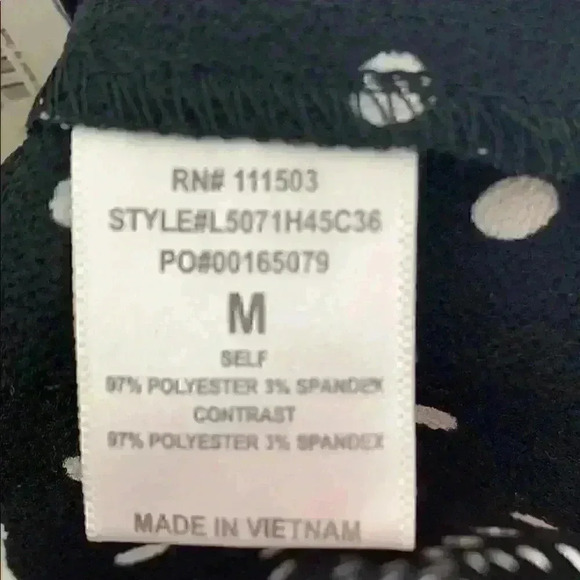 RN# 111503
STYLE#L5071H45C36
PO#00165079
M
SELF
97% POLYESTER 3% SPANDEX
CONTRAST
97% POLYESTER 3% SPANDEX
MADE IN VIETNAM